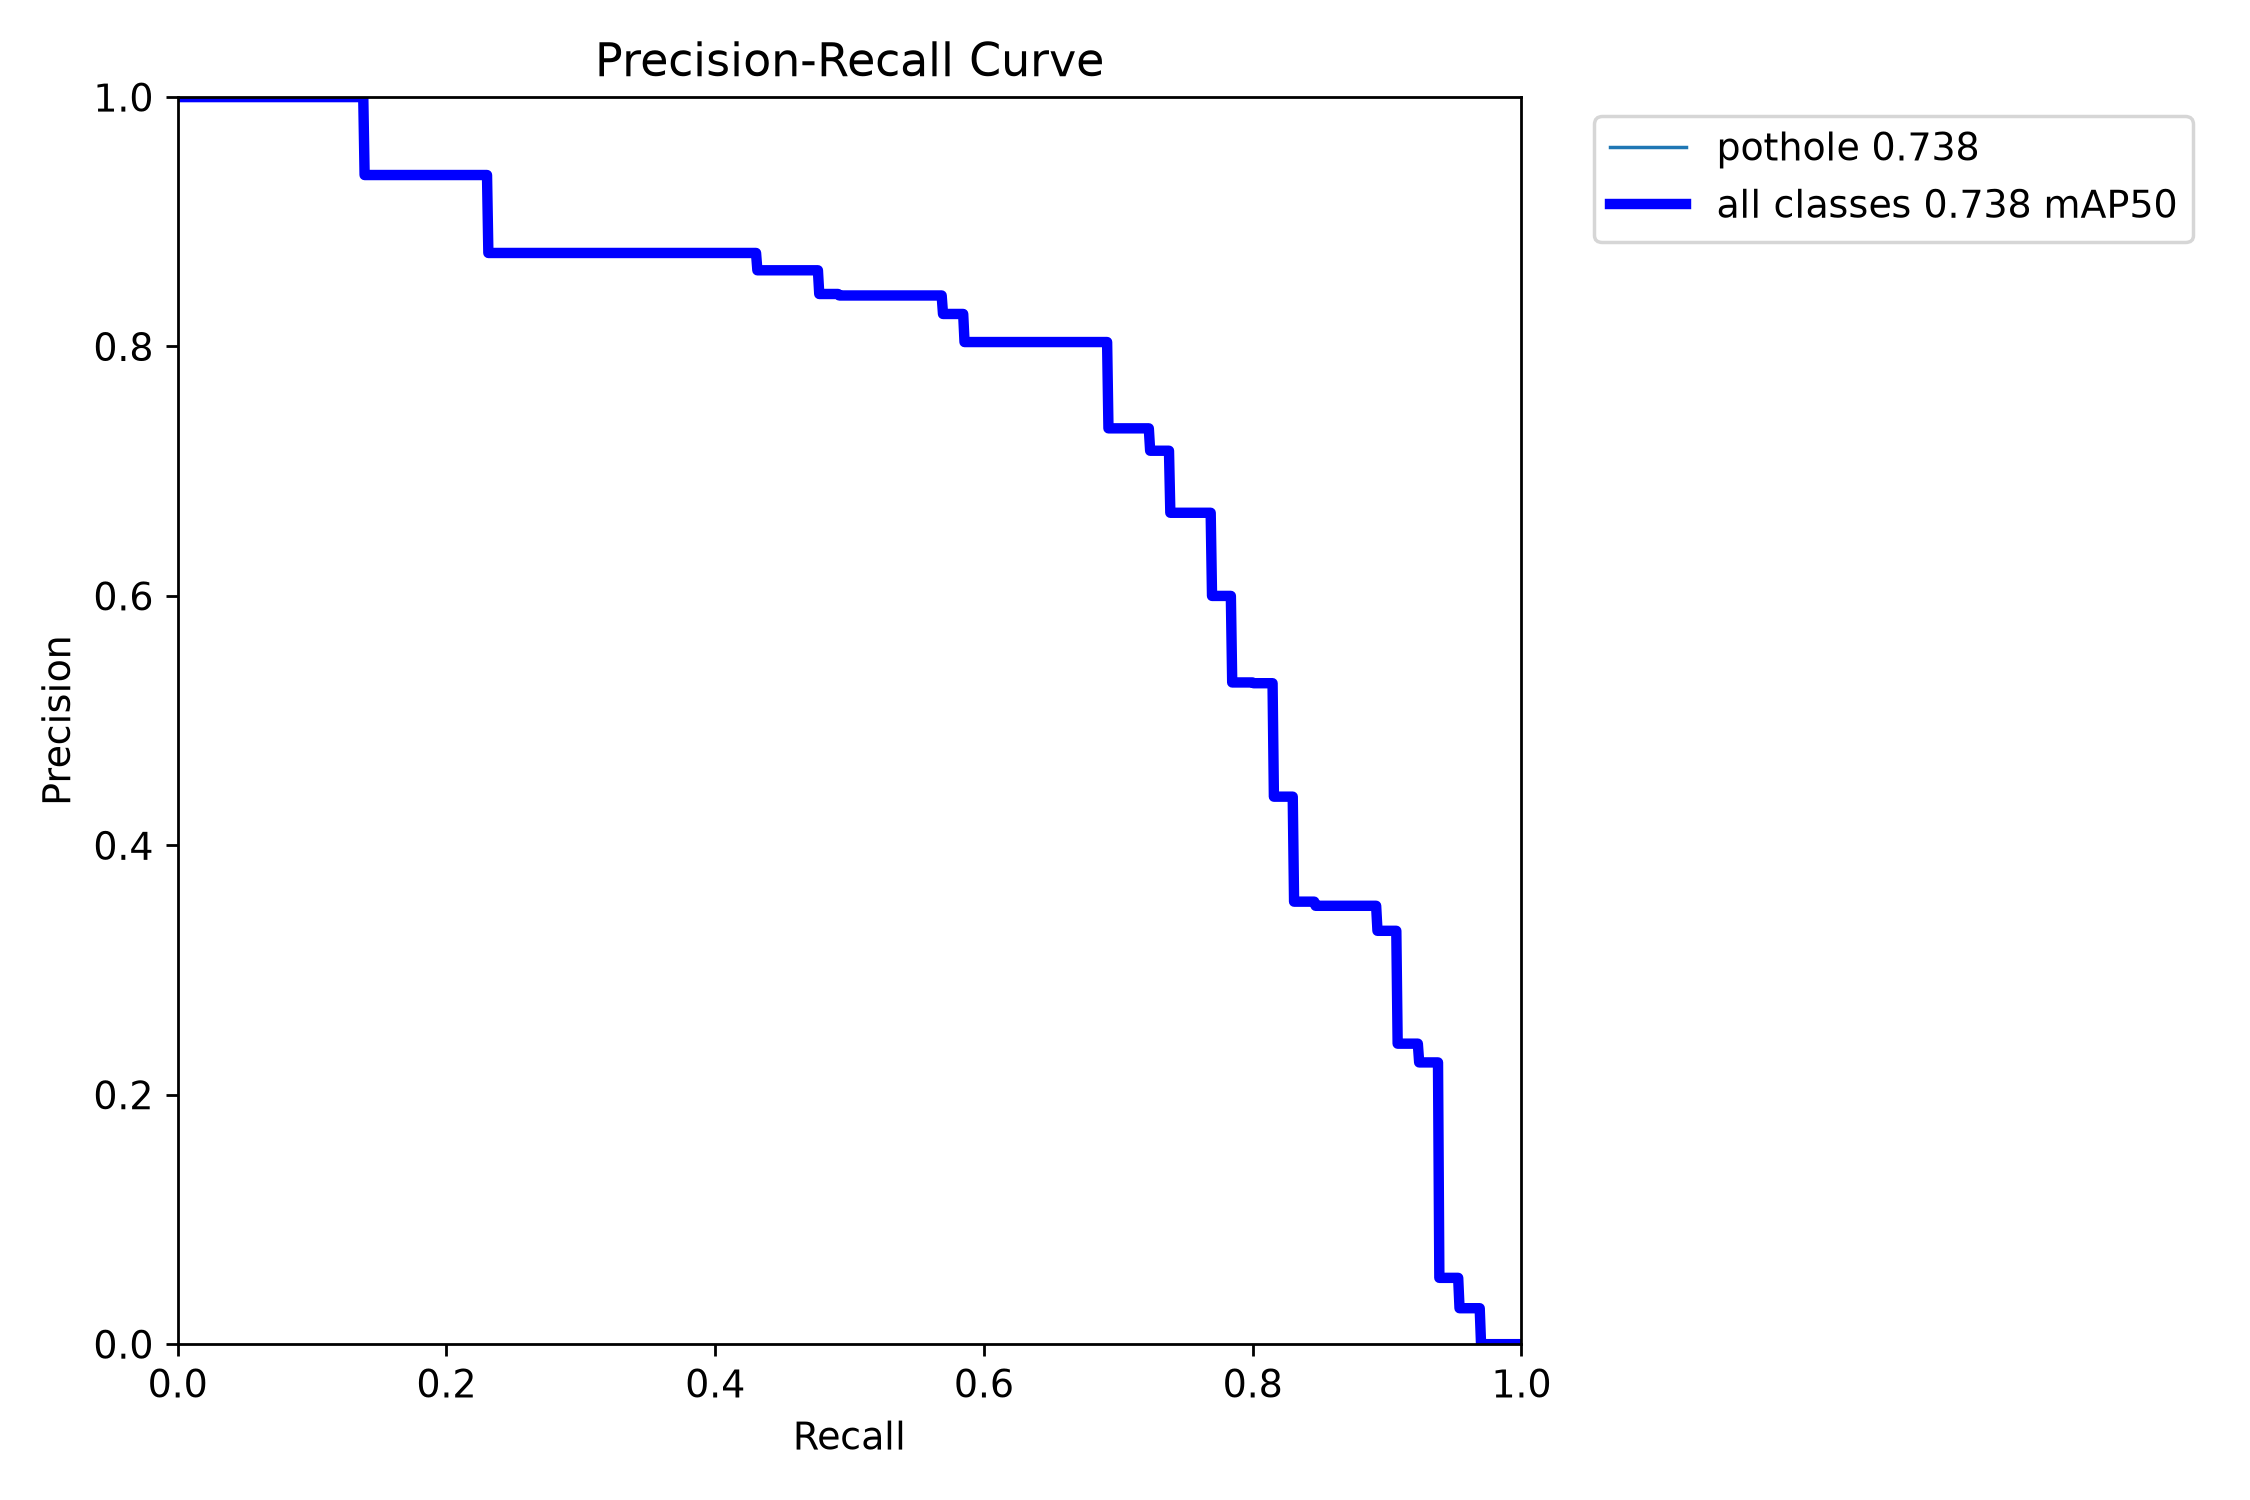 Precision-Recall Curve
1.0
0.8
0.6
0.4
0.2
0.0
Precision
0.0 0.2 0.4 0.6 0.8 1.0
Recall
pothole 0.738
all classes 0.738 mAP50